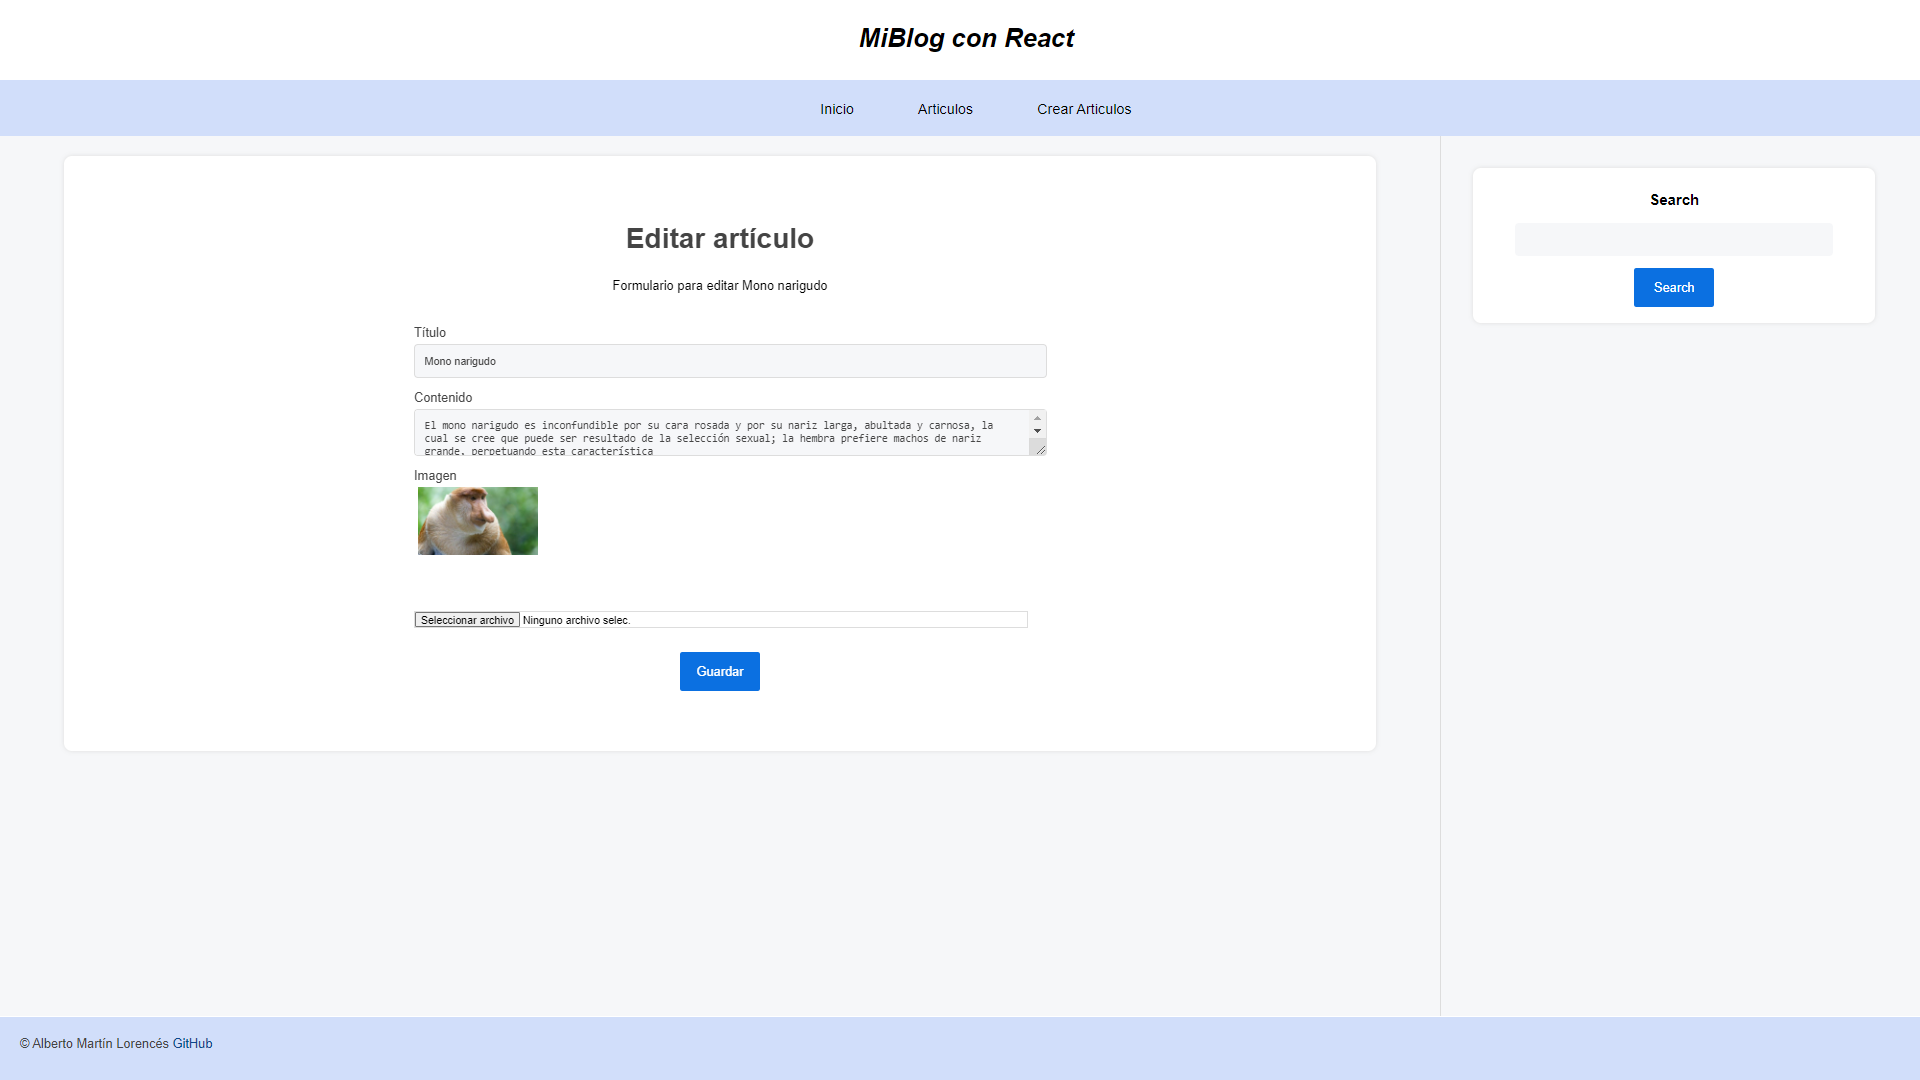 MiBlog con React
Inicio
Articulos
Crear Articulos
Editar artículo
Formulario para editar Mono narigudo
Título
Mono narigudo
Contenido
El mono narigudo es inconfundible por su cara rosada y por su nariz larga, abultada y carnosa, la
cual se cree que puede ser resultado de la selección sexual; la hembra prefiere machos de nariz
grande, perpetuando esta característica
Imagen
Seleccionar archivo Ninguno archivo selec.
Guardar
Search
Search
© Alberto Martín Lorencés GitHub